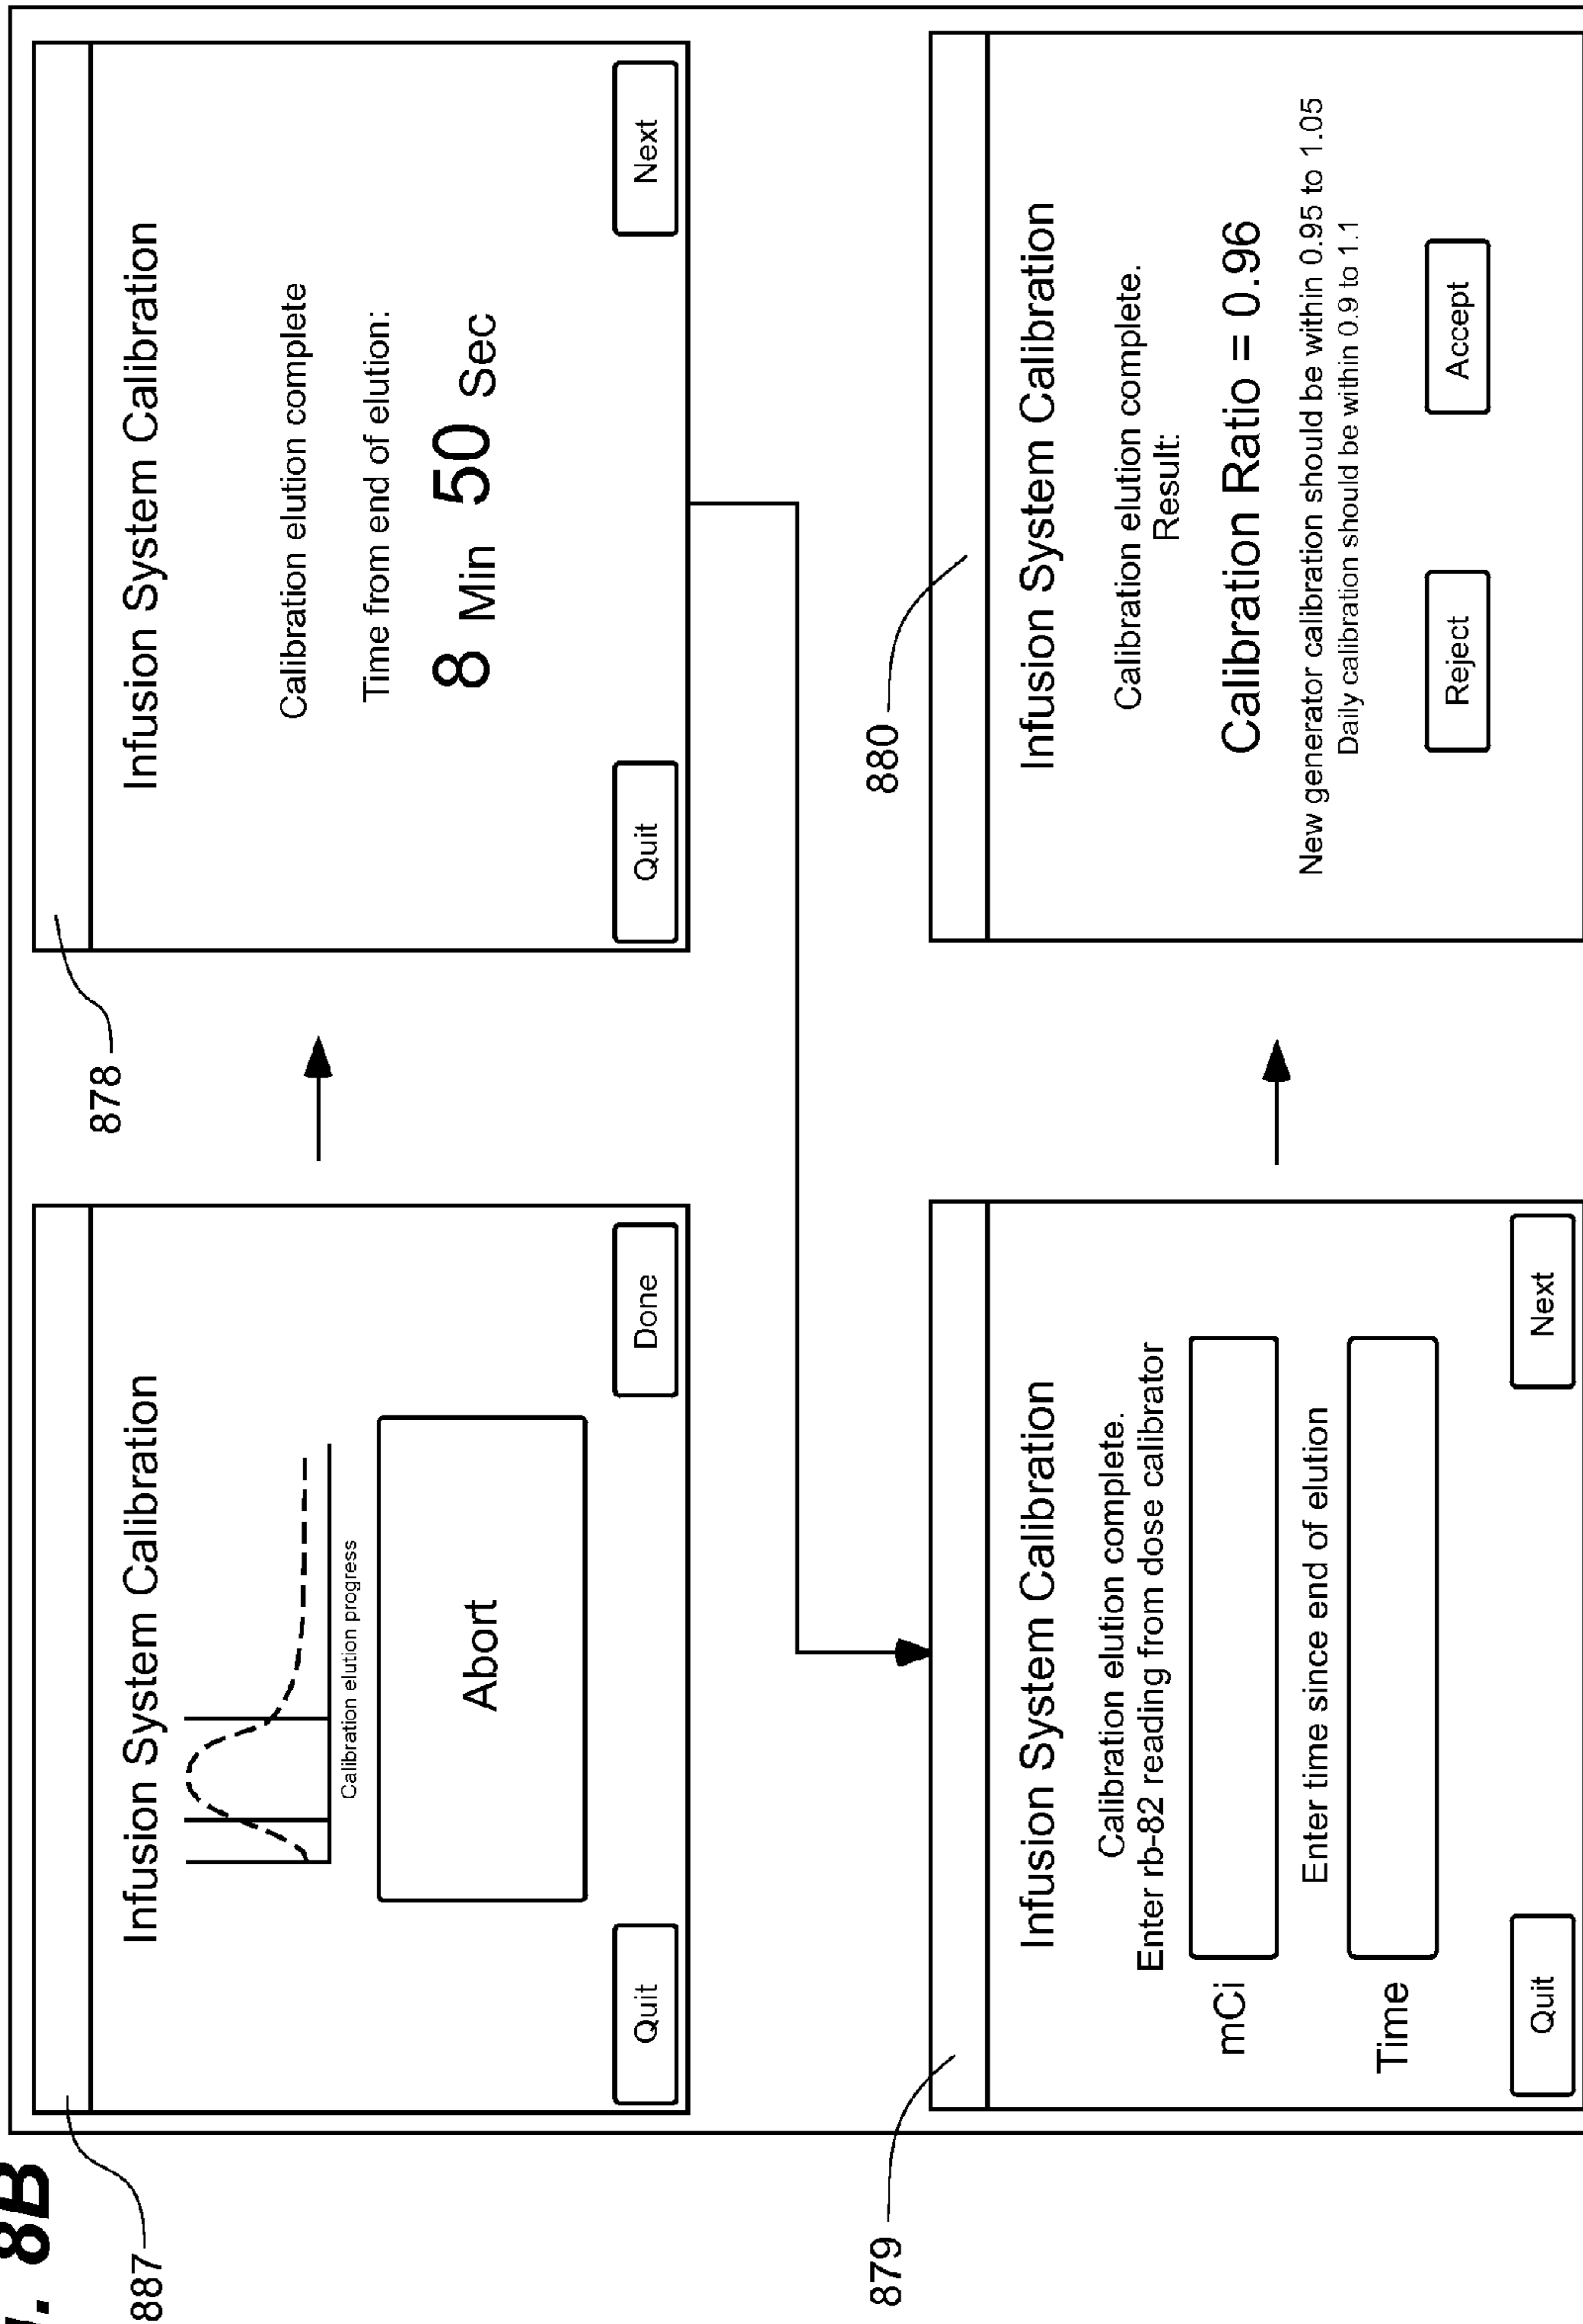 . 8B
887
Infusion System Calibration
Calibration elution progress
Abort
Quit
Done
878
Infusion System Calibration
Calibration elution complete
Time from end of elution:
8 Min 50 Sec
Quit
Next
879
Infusion System Calibration
Calibration elution complete.
Enter rb-82 reading from dose calibrator
mCi
Enter time since end of elution
Time
Quit
Next
880
Infusion System Calibration
Calibration elution complete.
Result:
Calibration Ratio = 0.96
New generator calibration should be within 0.95 to 1.05
Daily calibration should be within 0.9 to 1.1
Reject
Accept